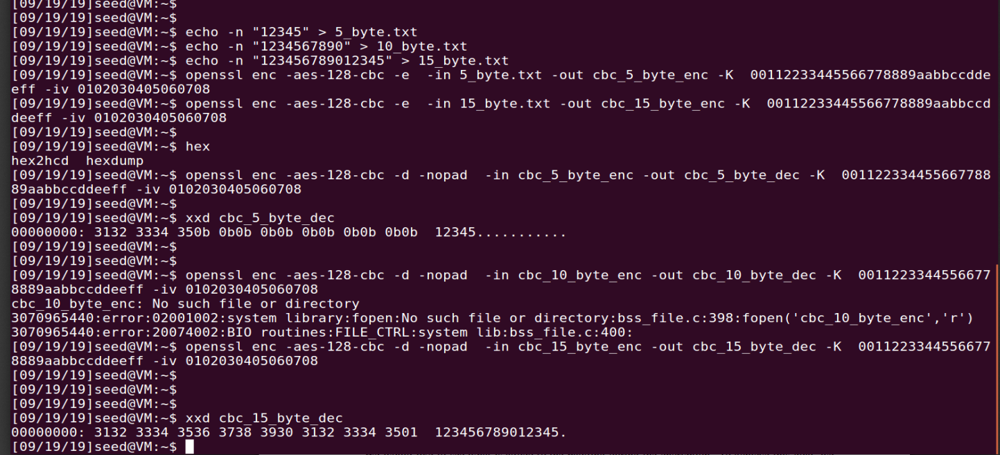 [09/19/19]seed@VM:~$
[09/19/19]seed@VM:~$
[09/19/19]seed@VM:~$ echo -n "12345" > 5_byte.txt
[09/19/19]seed@VM:~$ echo -n "1234567890" > 10_byte.txt
[09/19/19]seed@VM:~$ echo -n "123456789012345" > 15_byte.txt
[09/19/19]seed@VM:~$ openssl enc -aes-128-cbc -e  -in 5_byte.txt -out cbc_5_byte_enc -K  00112233445566778889aabbccdde
eff -iv 0102030405060708
[09/19/19]seed@VM:~$ openssl enc -aes-128-cbc -e  -in 15_byte.txt -out cbc_15_byte_enc -K  00112233445566778889aabbccd
deeff -iv 0102030405060708
[09/19/19]seed@VM:~$
[09/19/19]seed@VM:~$ hex
hex2hcd  hexdump
[09/19/19]seed@VM:~$ openssl enc -aes-128-cbc -d -nopad  -in cbc_5_byte_enc -out cbc_5_byte_dec -K  001122334455667788
89aabbccddeeff -iv 0102030405060708
[09/19/19]seed@VM:~$
[09/19/19]seed@VM:~$ xxd cbc_5_byte_dec
00000000: 3132 3334 350b 0b0b 0b0b 0b0b 0b0b 0b0b  12345...........
[09/19/19]seed@VM:~$
[09/19/19]seed@VM:~$
[09/19/19]seed@VM:~$ openssl enc -aes-128-cbc -d -nopad  -in cbc_10_byte_enc -out cbc_10_byte_dec -K  0011223344556677
8889aabbccddeeff -iv 0102030405060708
cbc_10_byte_enc: No such file or directory
3070965440:error:02001002:system library:fopen:No such file or directory:bss_file.c:398:fopen('cbc_10_byte_enc','r')
3070965440:error:20074002:BIO routines:FILE_CTRL:system lib:bss_file.c:400:
[09/19/19]seed@VM:~$ openssl enc -aes-128-cbc -d -nopad  -in cbc_15_byte_enc -out cbc_15_byte_dec -K  0011223344556677
8889aabbccddeeff -iv 0102030405060708
[09/19/19]seed@VM:~$
[09/19/19]seed@VM:~$
[09/19/19]seed@VM:~$
[09/19/19]seed@VM:~$ xxd cbc_15_byte_dec
00000000: 3132 3334 3536 3738 3930 3132 3334 3501  123456789012345.
[09/19/19]seed@VM:~$